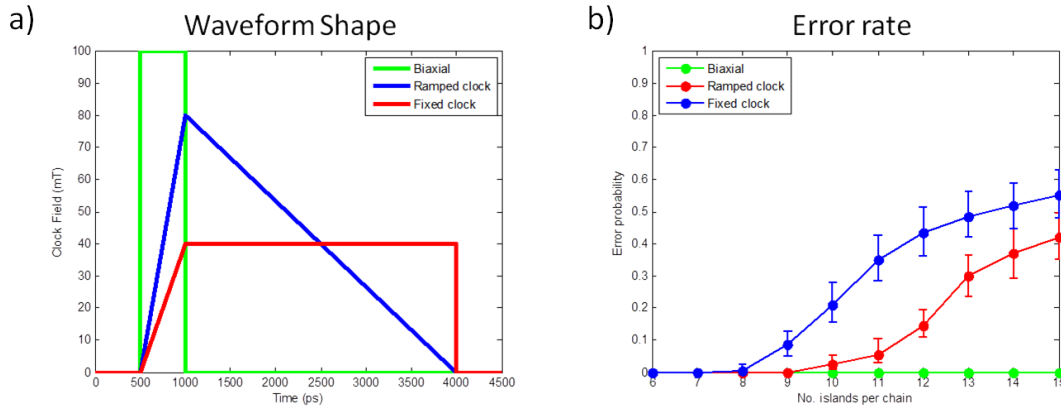 a)
Waveform Shape
100
90
80
70
60
50
40
30
20
10
0
Clock Field (mT)
Biaxial
Ramped clock
Fixed clock
0 500 1000 1500 2000 2500 3000 3500 4000 4500
Time (ps)
b)
Error rate
1
0.9
0.8
0.7
0.6
0.5
0.4
0.3
0.2
0.1
0
Error probability
Biaxial
Ramped clock
Fixed clock
6 7 8 9 10 11 12 13 14 15
No. islands per chain